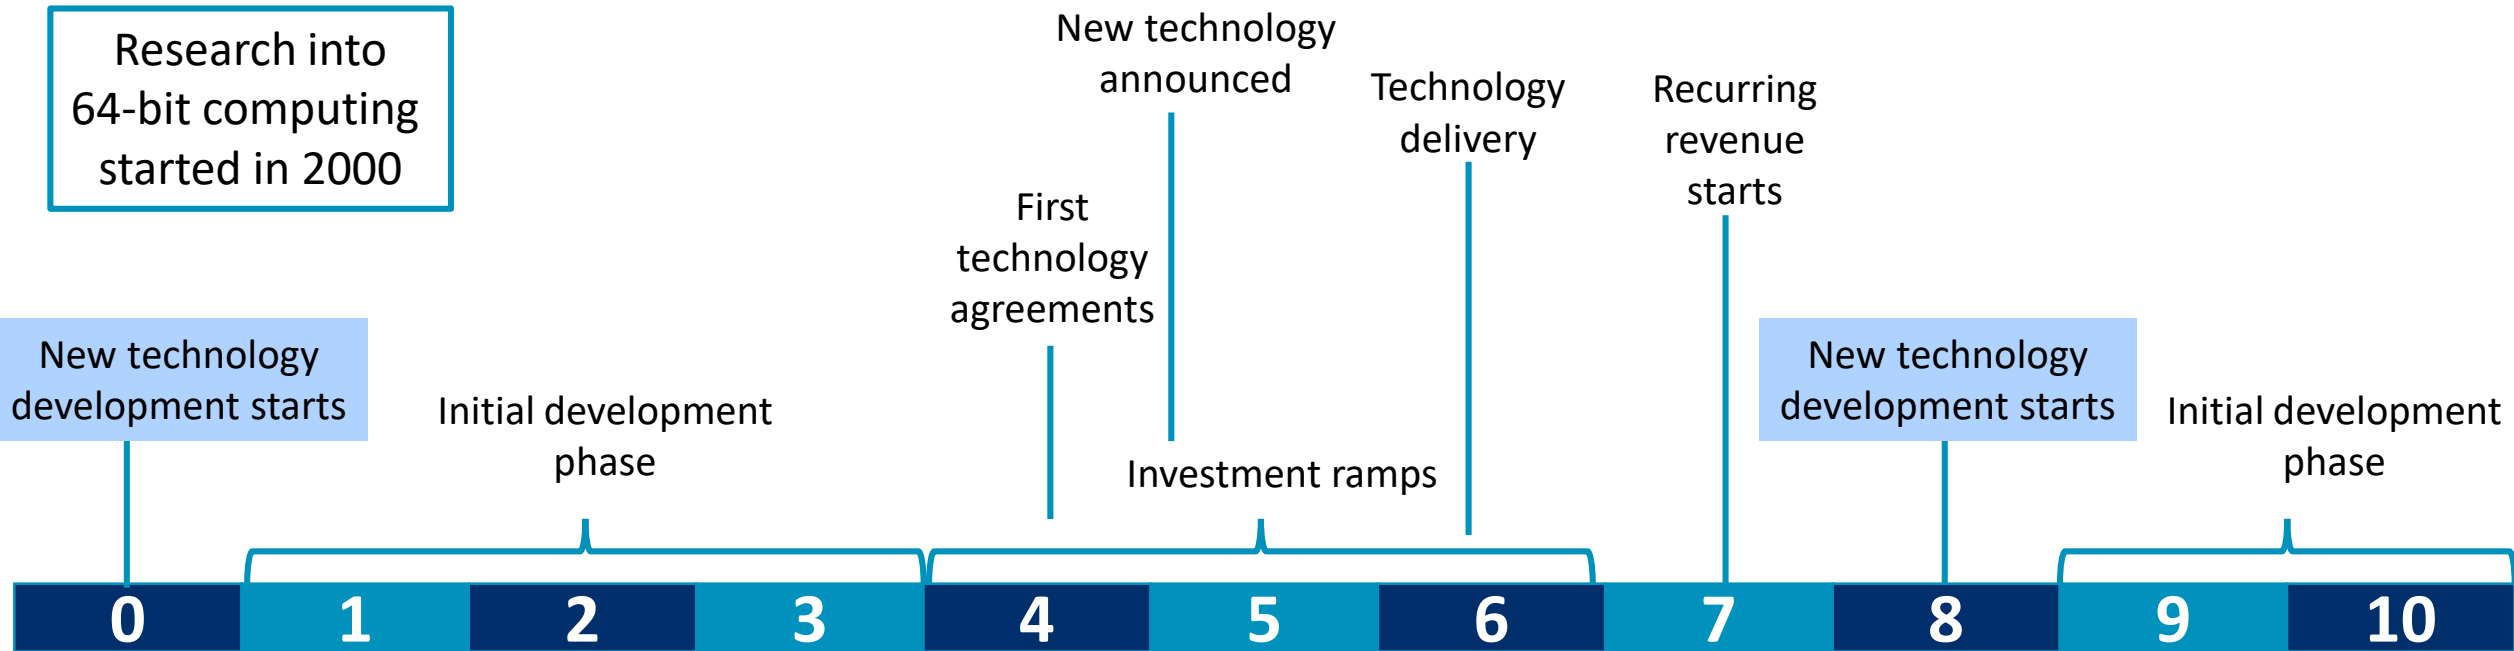 Research into
64-bit computing
started in 2000
New technology
announced
Technology
delivery
Recurring
revenue
starts
First
technology
agreements
New technology
development starts
Initial development
phase
Investment ramps
New technology
development starts
Initial development
phase
0 1 2 3 4 5 6 7 8 9 10